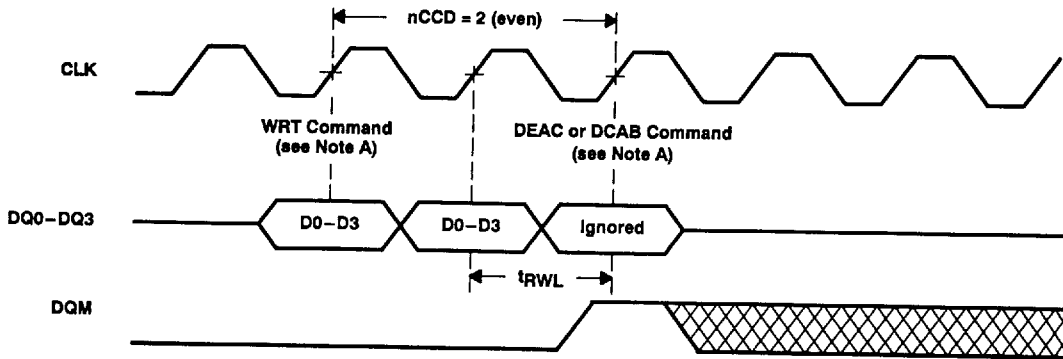 nCCD = 2 (even)
CLK
WRT Command
(see Note A)
DEAC or DCAB Command
(see Note A)
DQ0–DQ3
D0–D3
D0–D3
Ignored
tRWL
DQM